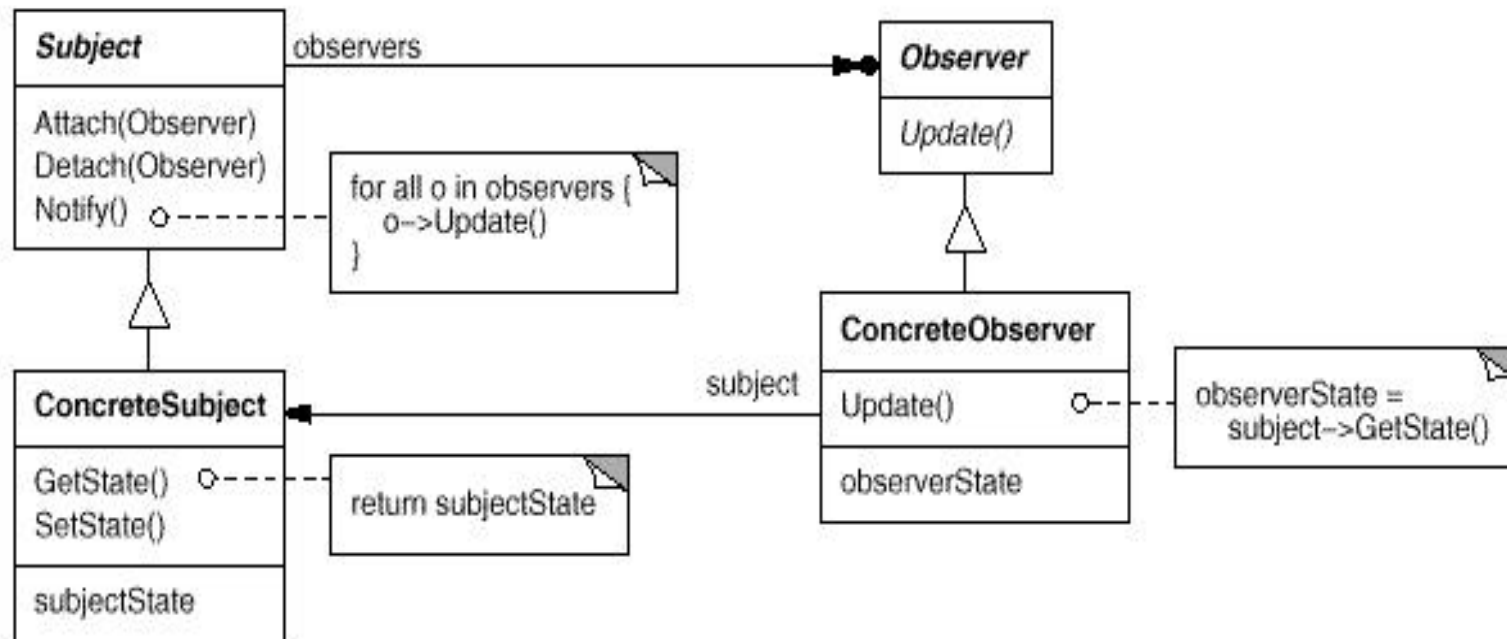 Subject
Attach(Observer)
Detach(Observer)
Notify()
observers
Observer
Update()
for all o in observers {
o->Update()
}
ConcreteSubject
GetState()
SetState()
subjectState
return subjectState
subject
ConcreteObserver
Update()
observerState
observerState =
subject->GetState()